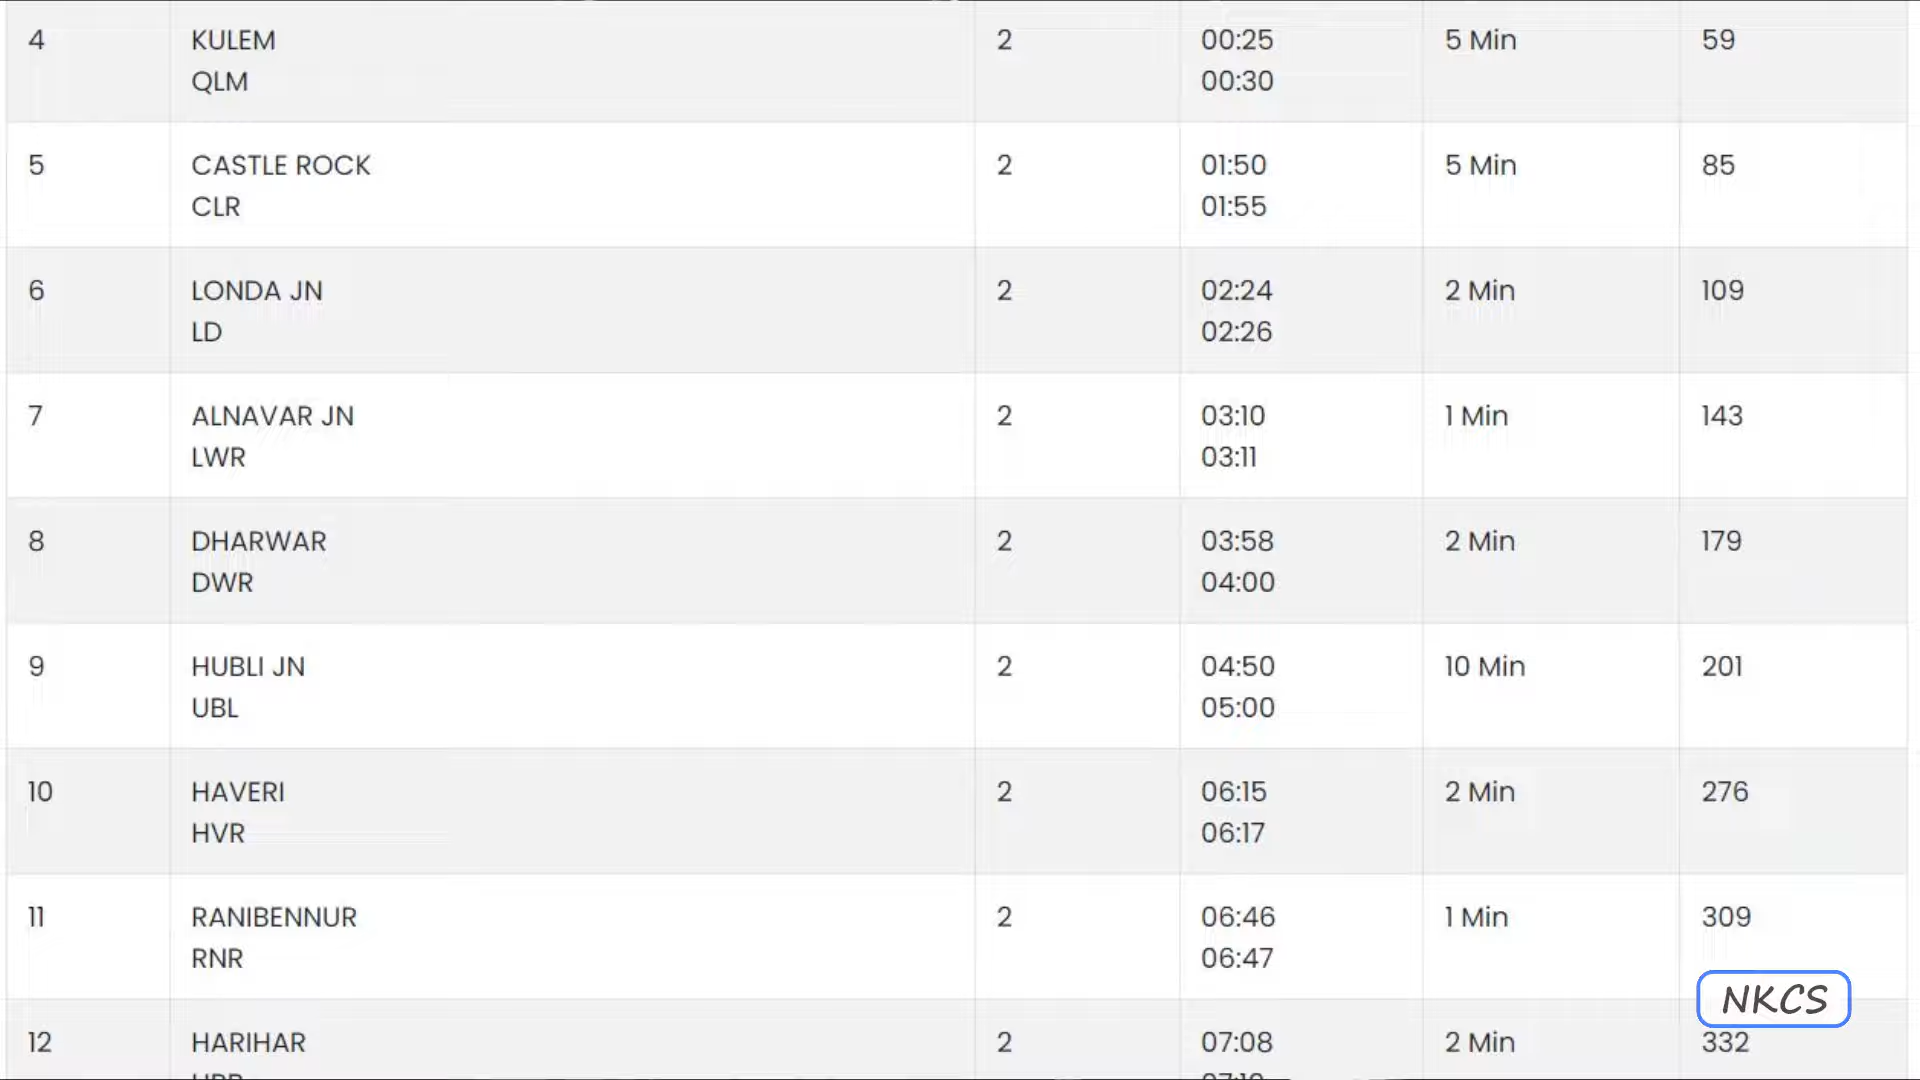 4 KULEM 2 00:25 5 Min 59
QLM 00:30
5 CASTLE ROCK 2 01:50 5 Min 85
CLR 01:55
6 LONDA JN 2 02:24 2 Min 109
LD 02:26
7 ALNAVAR JN 2 03:10 1 Min 143
LWR 03:11
8 DHARWAR 2 03:58 2 Min 179
DWR 04:00
9 HUBLI JN 2 04:50 10 Min 201
UBL 05:00
10 HAVERI 2 06:15 2 Min 276
HVR 06:17
11 RANIBENNUR 2 06:46 1 Min 309
RNR 06:47
NKCS
12 HARIHAR 2 07:08 2 Min 332